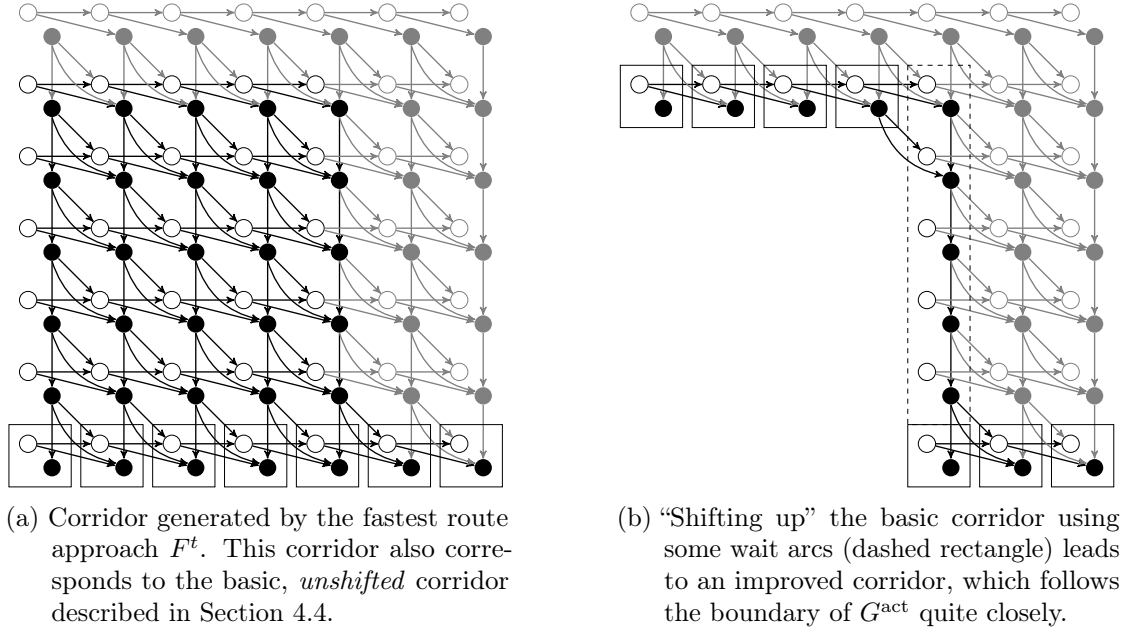 (a) Corridor generated by the fastest route
approach Fᵗ. This corridor also corre-
sponds to the basic, unshifted corridor
described in Section 4.4.
(b) “Shifting up” the basic corridor using
some wait arcs (dashed rectangle) leads
to an improved corridor, which follows
the boundary of Gᵃᶜᵗ quite closely.